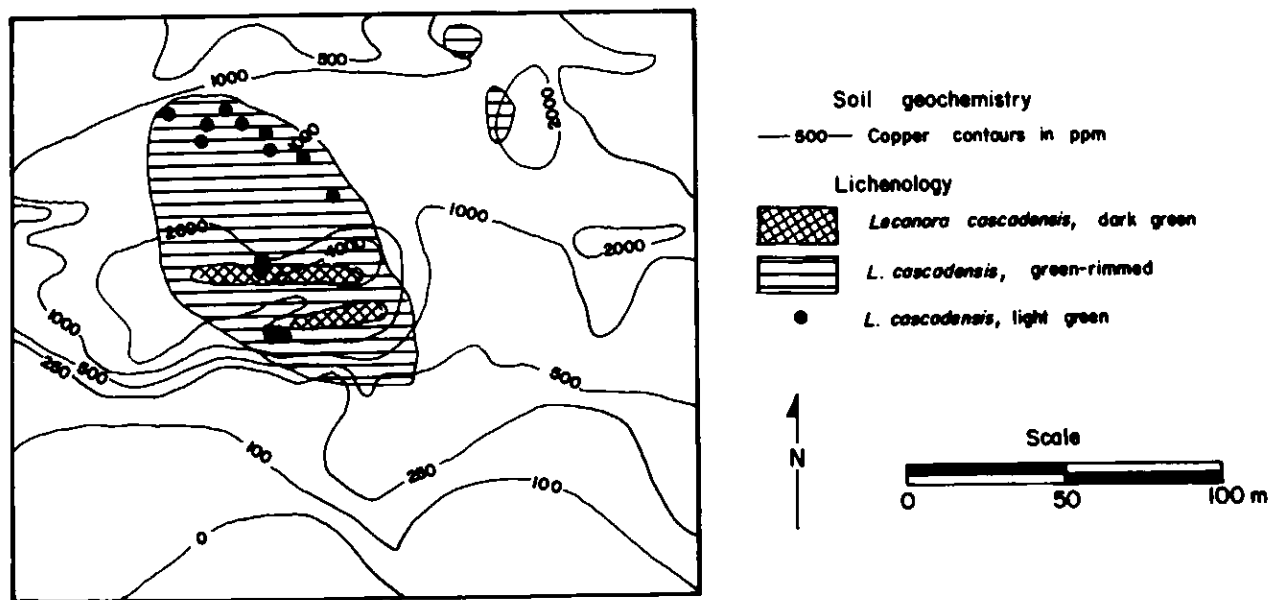 500
1000
1000
2000
1000
2000
4000
2000
1000
500
250
500
100
250
100
0
Soil geochemistry
500 Copper contours in ppm
Lichenology
Lecanora cascadensis, dark green
L. cascadensis, green-rimmed
L. cascadensis, light green
N
Scale
0 50 100 m